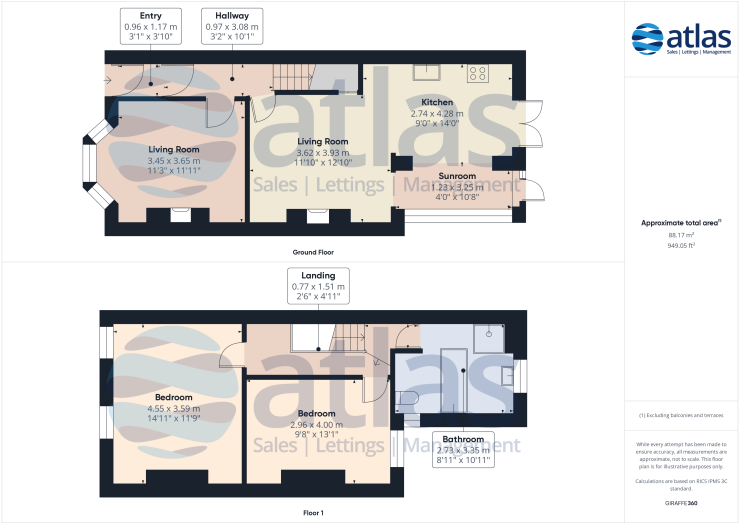 Entry
0.96 x 1.17 m
3'1" x 3'10"
Hallway
0.97 x 3.08 m
3'2" x 10'1"
Living Room
3.45 x 3.65 m
11'3" x 11'11"
Living Room
3.62 x 3.93 m
11'10" x 12'10"
Kitchen
2.74 x 4.28 m
9'0" x 14'0"
Sunroom
1.23 x 3.25 m
4'0" x 10'8"
atlas
Sales | Lettings | Management
Ground Floor
Landing
0.77 x 1.51 m
2'6" x 4'11"
Bedroom
4.55 x 3.59 m
14'11" x 11'9"
Bedroom
2.96 x 4.00 m
9'8" x 13'1"
Bathroom
2.73 x 3.35 m
8'11" x 10'11"
atlas
Sales | Lettings | Management
Floor 1
atlas
Sales | Lettings | Management
Approximate total area⁽¹⁾
88.17 m²
949.05 ft²
(1) Excluding balconies and terraces
While every attempt has been made to
ensure accuracy, all measurements are
approximate, not to scale. This floor
plan is for illustrative purposes only.
Calculations are based on RICS IPMS 3C
standard.
GIRAFFE360